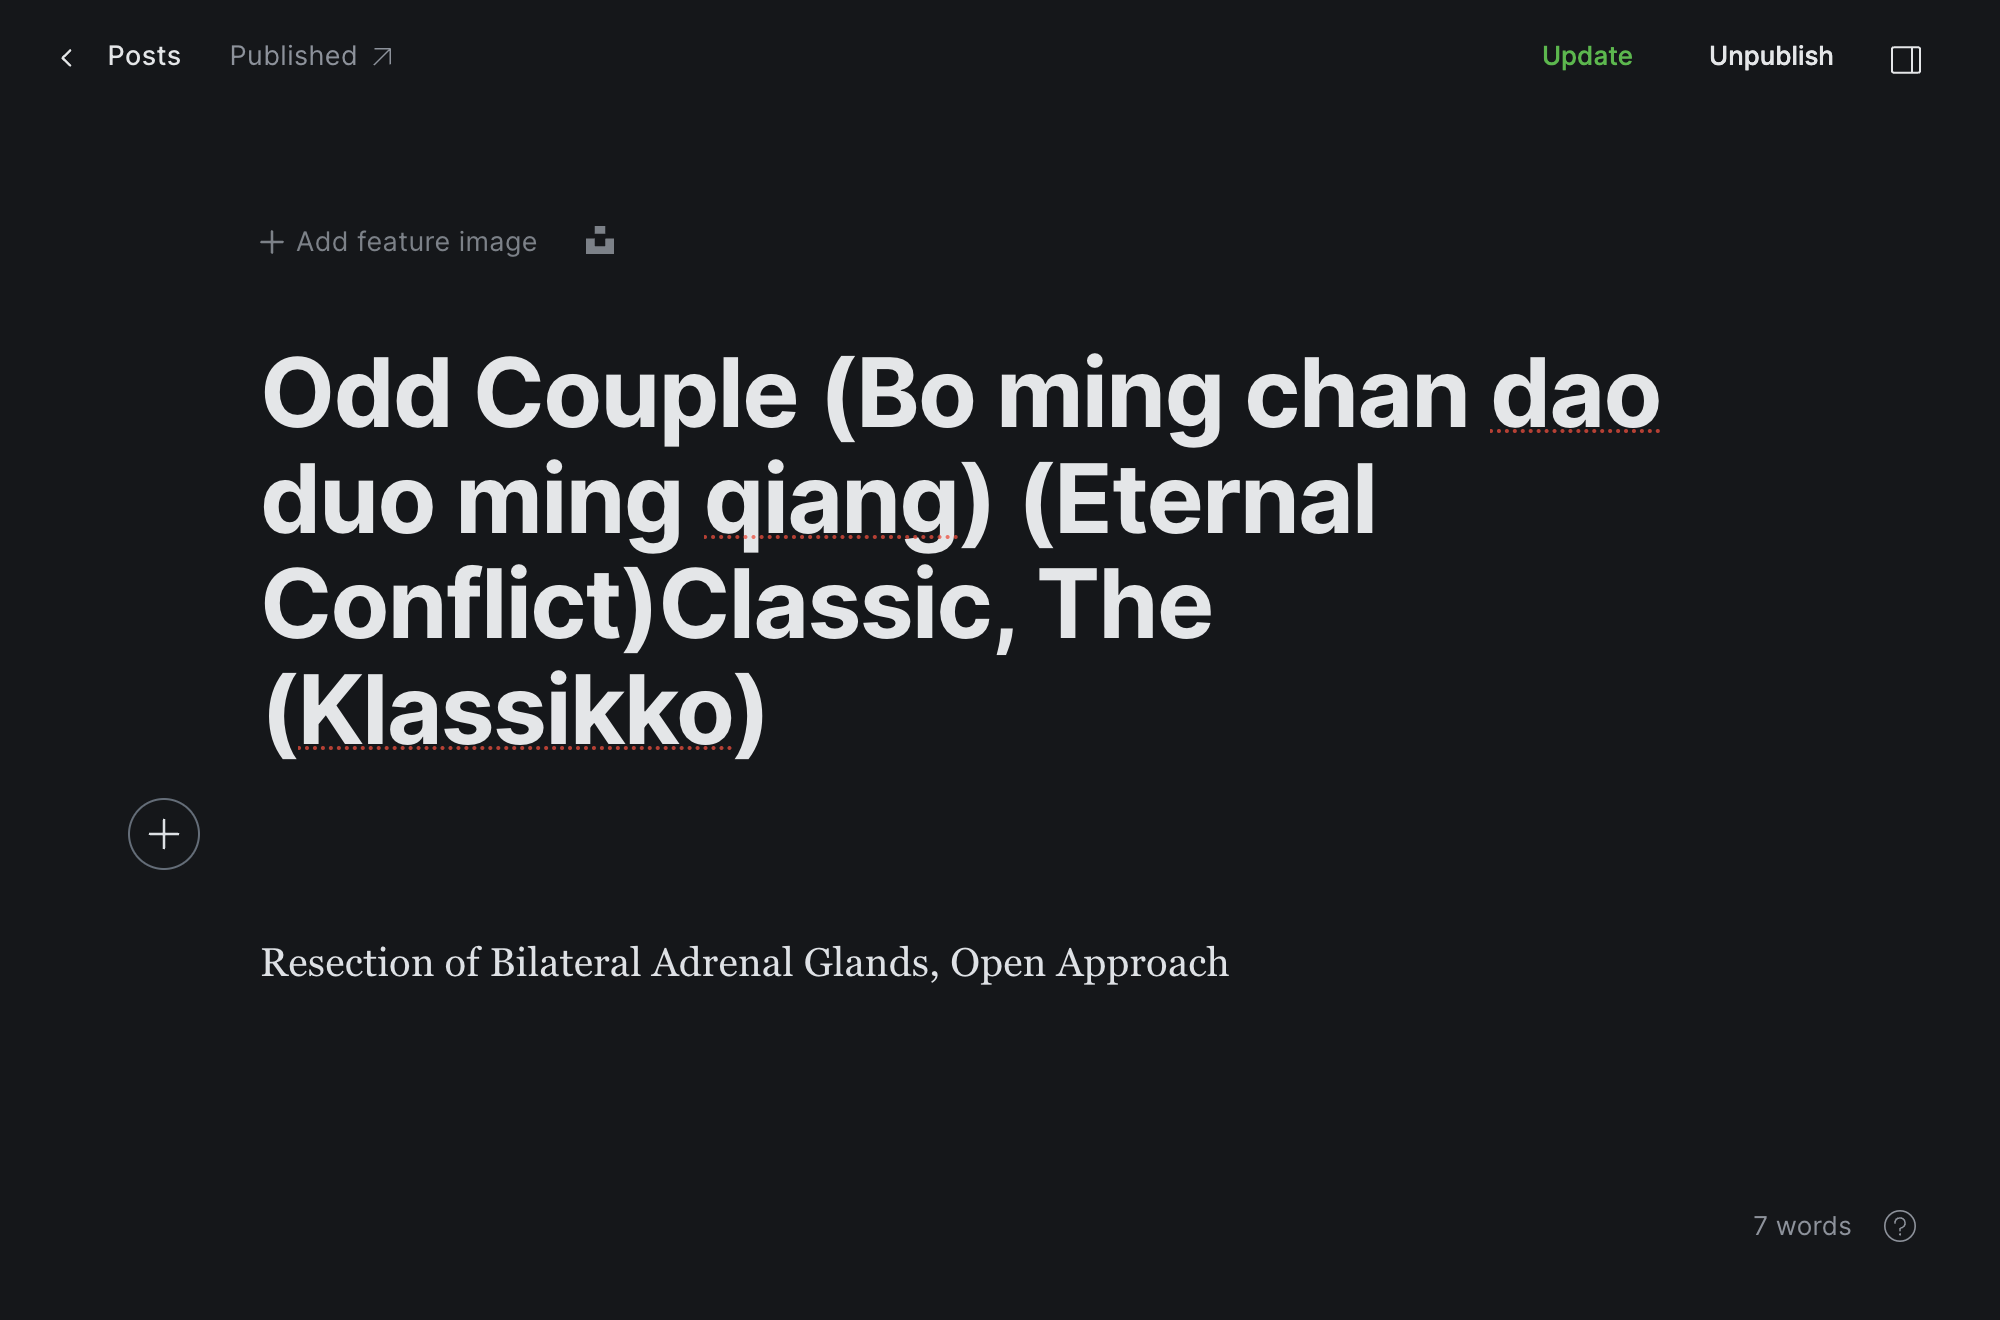 Posts
Published
Update
Unpublish
Add feature image
Odd Couple (Bo ming chan dao
duo ming qiang) (Eternal
Conflict)Classic, The
(Klassikko)
Resection of Bilateral Adrenal Glands, Open Approach
7 words
?